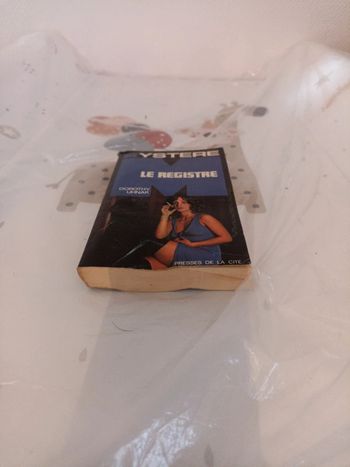 YSTERE
LE REGISTRE
DOROTHY
UHNAK
PRESSES DE LA CITE